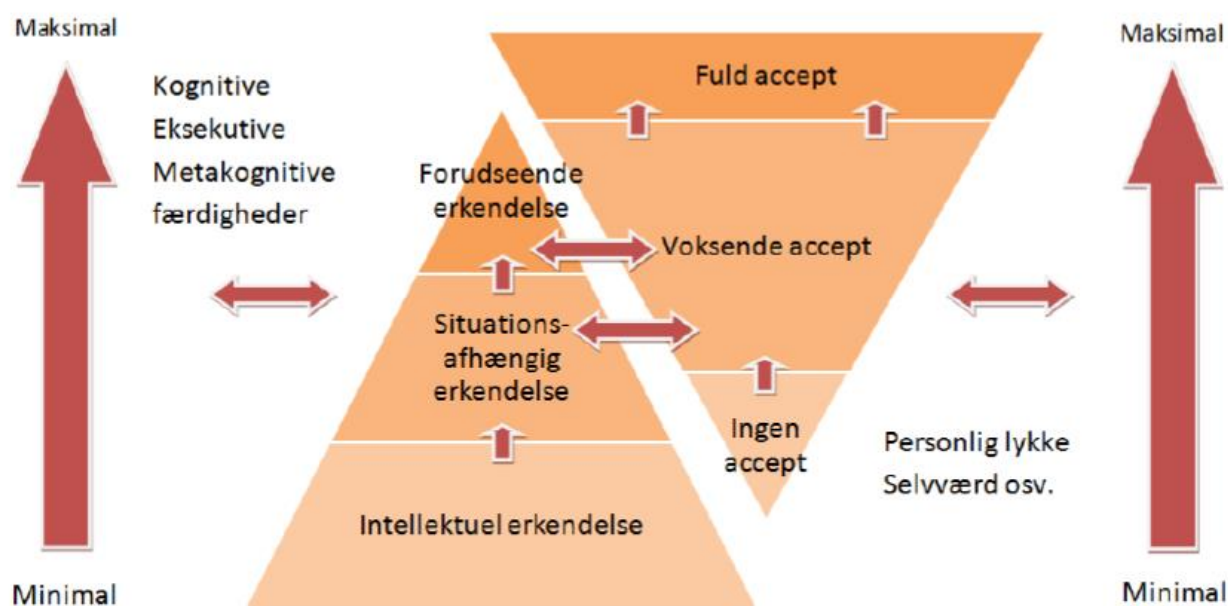 Maksimal
Kognitive
Eksekutive
Metakognitive
færdigheder
Minimal
Forudseende
erkendelse
Situations-
afhængig
erkendelse
Intellektuel erkendelse
Fuld accept
Voksende accept
Ingen
accept
Maksimal
Personlig lykke
Selvværd osv.
Minimal